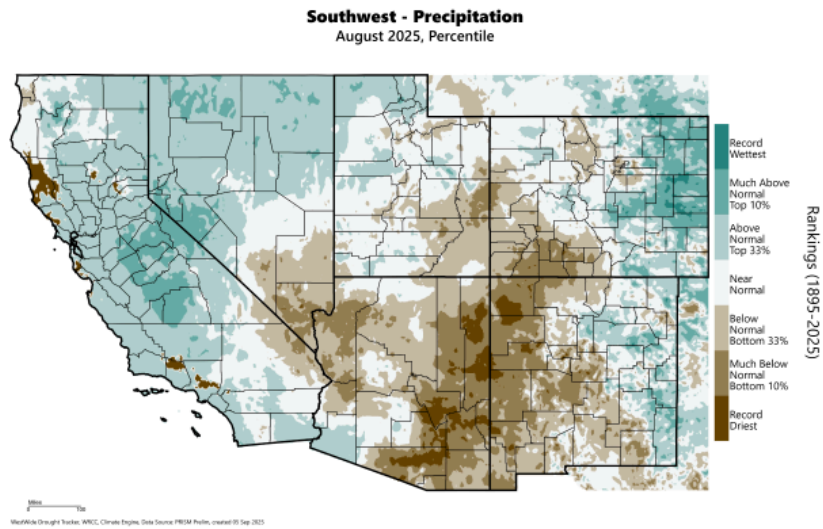 Southwest - Precipitation
August 2025, Percentile
Record
Wettest
Much Above
Normal
Top 10%
Above
Normal
Top 33%
Near
Normal
Below
Normal
Bottom 33%
Much Below
Normal
Bottom 10%
Record
Driest
Rankings (1895-2025)
Miles
0 100
WestWide Drought Tracker, WRCC, Climate Engine, Data Source: PRISM Prelim, created 05 Sep 2025